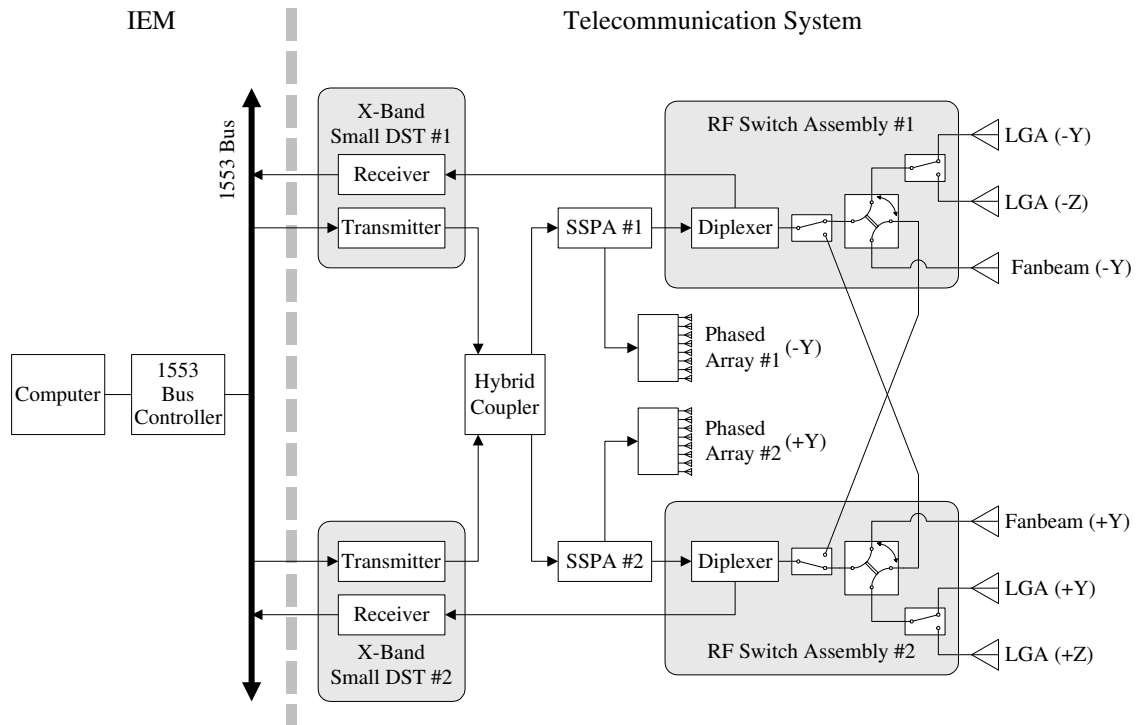 IEM
Telecommunication System
1553 Bus
X-Band
Small DST #1
Receiver
Transmitter
SSPA #1
RF Switch Assembly #1
Diplexer
LGA (-Y)
LGA (-Z)
Fanbeam (-Y)
Phased
Array #1 (-Y)
Computer
1553
Bus
Controller
Hybrid
Coupler
Phased
Array #2 (+Y)
Transmitter
Receiver
X-Band
Small DST #2
SSPA #2
Diplexer
RF Switch Assembly #2
Fanbeam (+Y)
LGA (+Y)
LGA (+Z)